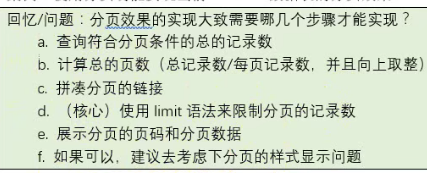 回忆/问题：分页效果的实现大致需要哪几个步骤才能实现？
a. 查询符合分页条件的总的记录数
b. 计算总的页数（总记录数/每页记录数，并且向上取整）
c. 拼凑分页的链接
d. （核心）使用 limit 语法来限制分页的记录数
e. 展示分页的页码和分页数据
f. 如果可以，建议去考虑下分页的样式显示问题